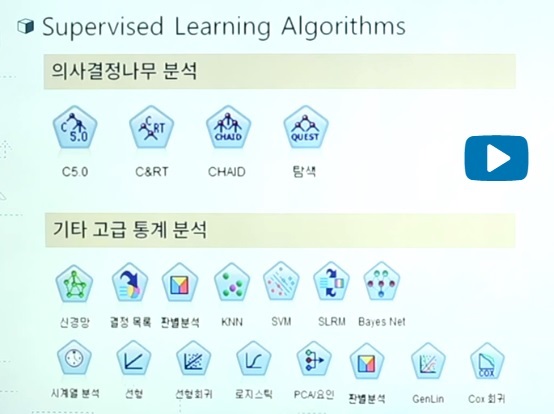 Supervised Learning Algorithms
의사결정나무 분석
C 5.0
C&RT
CHAID
QUEST
C5.0 C&RT CHAID 탐색
기타 고급 통계 분석
신경망 결정 목록 판별분석 KNN SVM SLRM Bayes Net
COX
시계열 분석 선형 선형회귀 로지스틱 PCA/요인 판별분석 GenLin Cox 회귀